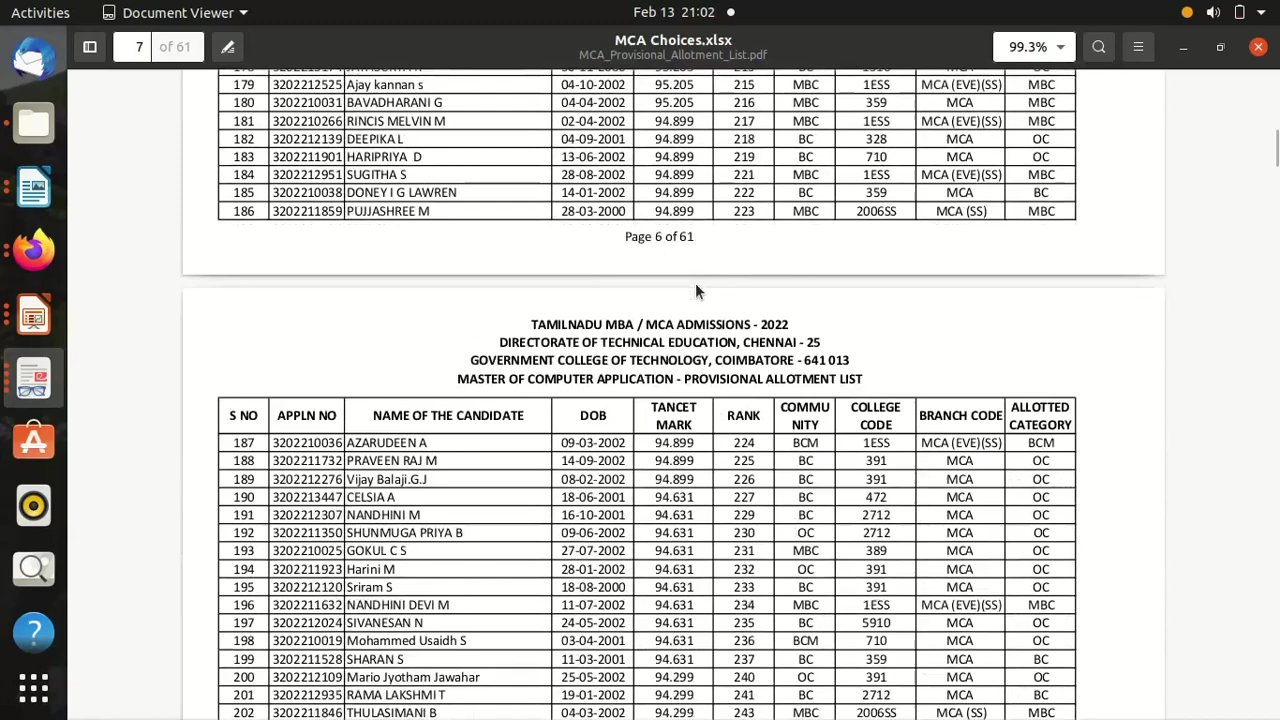 Activities Document Viewer Feb 13 21:02
7 of 61 MCA Choices.xlsx 99.3%
MCA_Provisional_Allotment_List.pdf
179 3202212525 Ajay kannan s 04-10-2002 95.205 215 MBC 1ESS MCA (EVE)(SS) MBC
180 3202210031 BAVADHARANI G 04-04-2002 95.205 216 MBC 359 MCA MBC
181 3202210266 RINCIS MELVIN M 02-04-2002 94.899 217 MBC 1ESS MCA (EVE)(SS) MBC
182 3202212139 DEEPIKA L 04-09-2001 94.899 218 BC 328 MCA OC
183 3202211901 HARIPRIYA D 13-06-2002 94.899 219 BC 710 MCA OC
184 3202212951 SUGITHA S 28-08-2002 94.899 221 MBC 1ESS MCA (EVE)(SS) MBC
185 3202210038 DONEY I G LAWREN 14-01-2002 94.899 222 BC 359 MCA BC
186 3202211859 PUJJASHREE M 28-03-2000 94.899 223 MBC 2006SS MCA (SS) MBC
Page 6 of 61
TAMILNADU MBA / MCA ADMISSIONS - 2022
DIRECTORATE OF TECHNICAL EDUCATION, CHENNAI - 25
GOVERNMENT COLLEGE OF TECHNOLOGY, COIMBATORE - 641 013
MASTER OF COMPUTER APPLICATION - PROVISIONAL ALLOTMENT LIST
S NO APPLN NO NAME OF THE CANDIDATE DOB TANCET MARK RANK COMMU NITY COLLEGE CODE BRANCH CODE ALLOTTED CATEGORY
187 3202210036 AZARUDEEN A 09-03-2002 94.899 224 BCM 1ESS MCA (EVE)(SS) BCM
188 3202211732 PRAVEEN RAJ M 14-09-2002 94.899 225 BC 391 MCA OC
189 3202212276 Vijay Balaji.G.J 08-02-2002 94.899 226 BC 391 MCA OC
190 3202213447 CELSIA A 18-06-2001 94.631 227 BC 472 MCA OC
191 3202212307 NANDHINI M 16-10-2001 94.631 229 BC 2712 MCA OC
192 3202211350 SHUNMUGA PRIYA B 09-06-2002 94.631 230 OC 2712 MCA OC
193 3202210025 GOKUL C S 27-07-2002 94.631 231 MBC 389 MCA OC
194 3202211923 Harini M 28-01-2002 94.631 232 OC 391 MCA OC
195 3202212120 Sriram S 18-08-2000 94.631 233 BC 391 MCA OC
196 3202211632 NANDHINI DEVI M 11-07-2002 94.631 234 MBC 1ESS MCA (EVE)(SS) MBC
197 3202212024 SIVANESAN N 24-05-2002 94.631 235 BC 5910 MCA OC
198 3202210019 Mohammed Usaidh S 03-04-2001 94.631 236 BCM 710 MCA OC
199 3202211528 SHARAN S 11-03-2001 94.631 237 BC 359 MCA BC
200 3202212109 Mario Jyotham Jawahar 25-05-2002 94.299 240 OC 391 MCA OC
201 3202212935 RAMA LAKSHMI T 19-01-2002 94.299 241 BC 2712 MCA BC
202 3202211846 THULASIMANI B 04-03-2002 94.299 243 MBC 2006SS MCA (SS) MBC